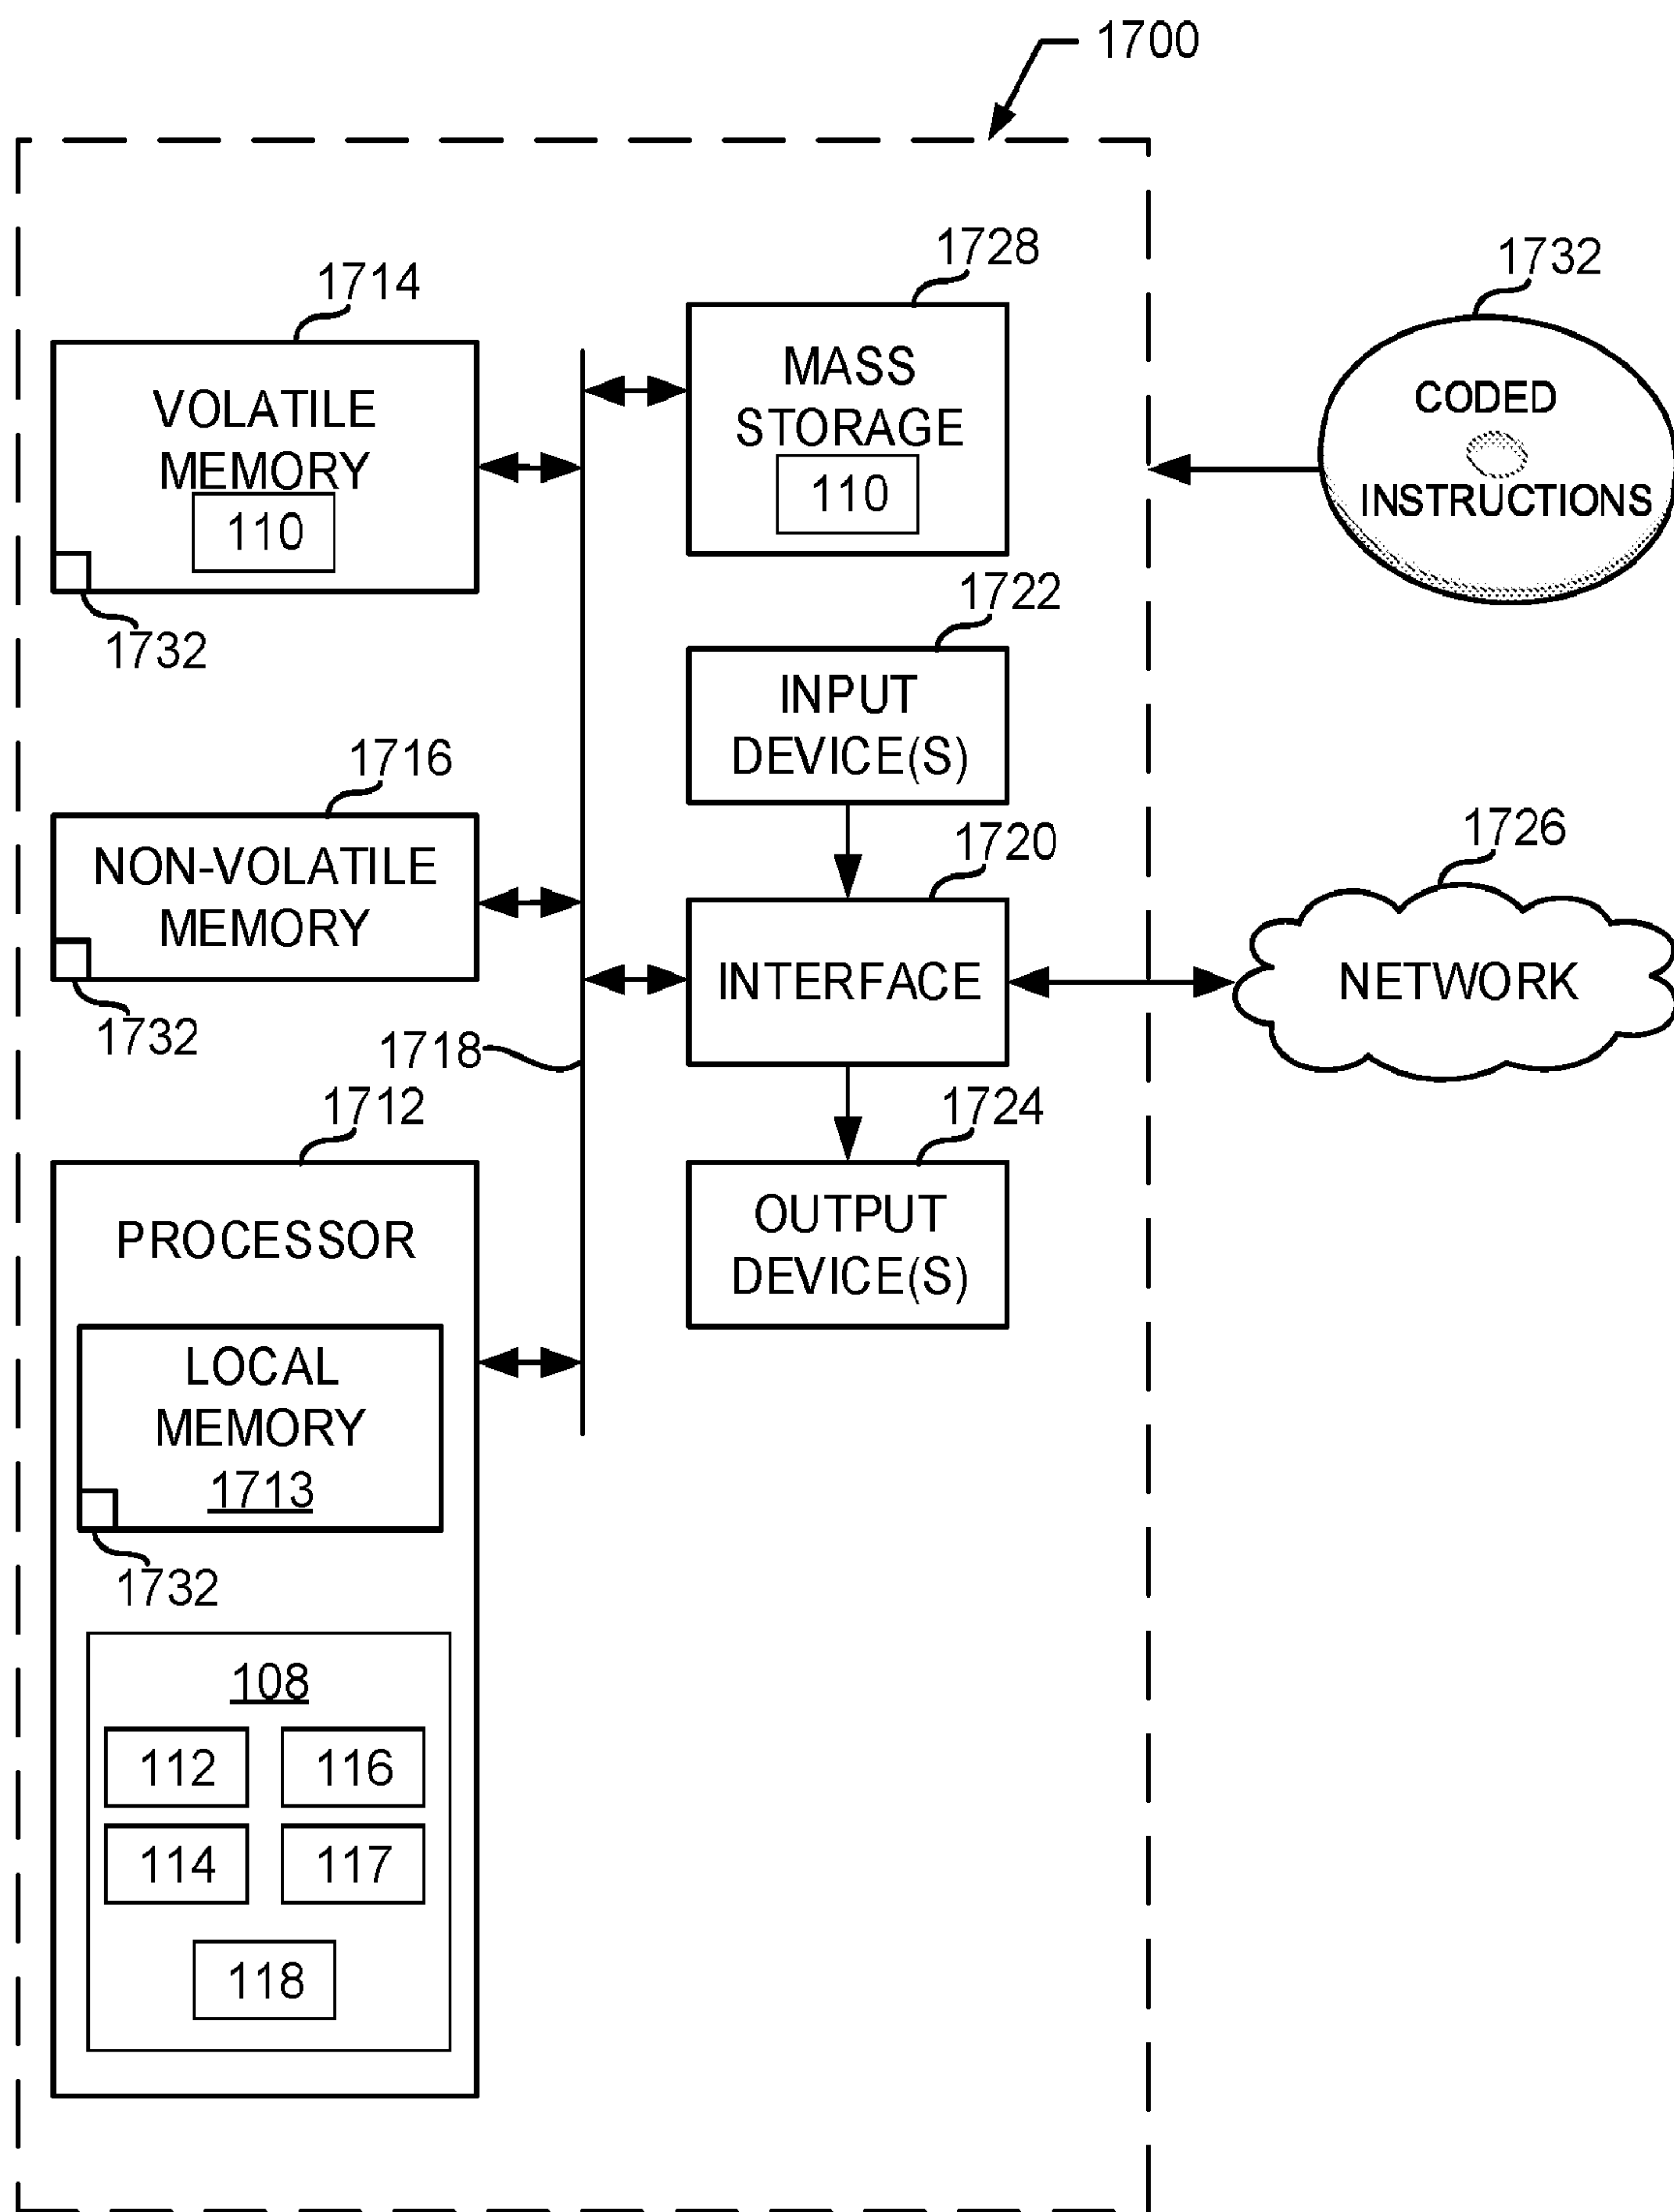 1700
1728
1732
1714
MASS
STORAGE
110
CODED
INSTRUCTIONS
VOLATILE
MEMORY
110
1732
1722
INPUT
DEVICE(S)
1716
1720
1726
NON-VOLATILE
MEMORY
INTERFACE
NETWORK
1732
1718
1712
1724
PROCESSOR
OUTPUT
DEVICE(S)
LOCAL
MEMORY
1713
1732
108
112
116
114
117
118